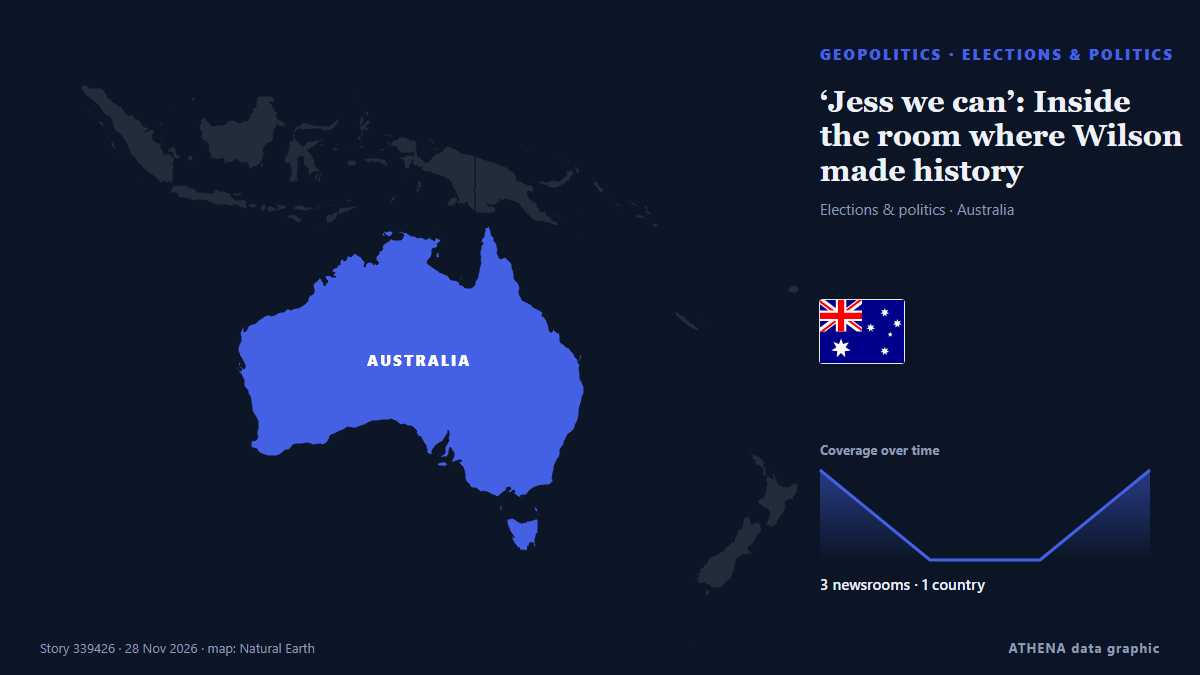 GEOPOLITICS · ELECTIONS & POLITICS
‘Jess we can’: Inside
the room where Wilson
made history
Elections & politics · Australia
AUSTRALIA
Coverage over time
3 newsrooms · 1 country
Story 339426 · 28 Nov 2026 · map: Natural Earth
ATHENA data graphic